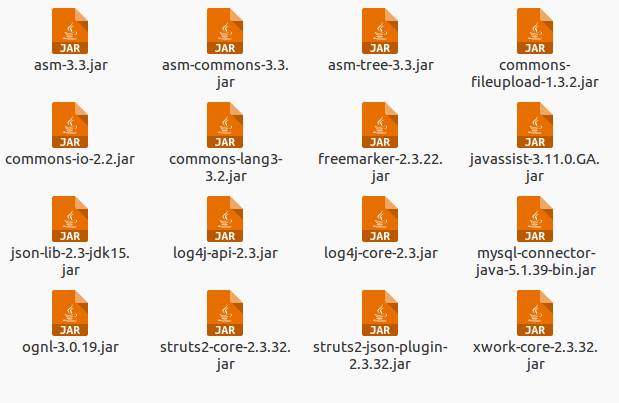 JAR JAR JAR JAR
asm-3.3.jar asm-commons-3.3. asm-tree-3.3.jar commons-
jar fileupload-1.3.2.jar
JAR JAR JAR JAR
commons-io-2.2.jar commons-lang3- freemarker-2.3.22. javassist-3.11.0.GA.
3.2.jar jar jar
JAR JAR JAR JAR
json-lib-2.3-jdk15. log4j-api-2.3.jar log4j-core-2.3.jar mysql-connector-
jar java-5.1.39-bin.jar
JAR JAR JAR JAR
ognl-3.0.19.jar struts2-core-2.3.32. struts2-json-plugin- xwork-core-2.3.32.
jar 2.3.32.jar jar